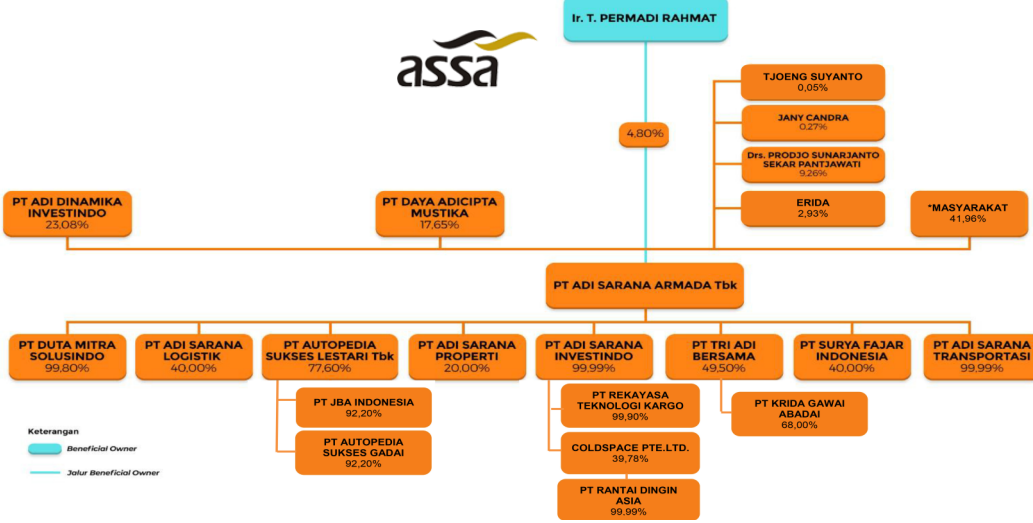 Ir. T. PERMADI RAHMAT
assa
TJOENG SUYANTO
0,05%
4.80%
JANY CANDRA
0.27%
Drs. PRODJO SUNARJANTO
SEKAR PANTJAWATI
9,26%
PT ADI DINAMIKA
INVESTINDO
23,08%
PT DAYA ADICIPTA
MUSTIKA
17,65%
ERIDA
2,93%
*MASYARAKAT
41,96%
PT ADI SARANA ARMADA Tbk
PT DUTA MITRA
SOLUSINDO
99,80%
PT ADI SARANA
LOGISTIK
40,00%
PT AUTOPEDIA
SUKSES LESTARI Tbk
77,60%
PT ADI SARANA
PROPERTI
20.00%
PT ADI SARANA
INVESTINDO
99.99%
PT TRI ADI
BERSAMA
49,50%
PT SURYA FAJAR
INDONESIA
40,00%
PT ADI SARANA
TRANSPORTASI
99,99%
PT JBA INDONESIA
92,20%
PT AUTOPEDIA
SUKSES GADAI
92,20%
PT REKAYASA
TEKNOLOGI KARGO
99,90%
COLDSPACE PTE.LTD.
39,78%
PT RANTAI DINGIN
ASIA
99,99%
PT KRIDA GAWAI
ABADAI
68,00%
Keterangan
Beneficial Owner
Jalur Beneficial Owner